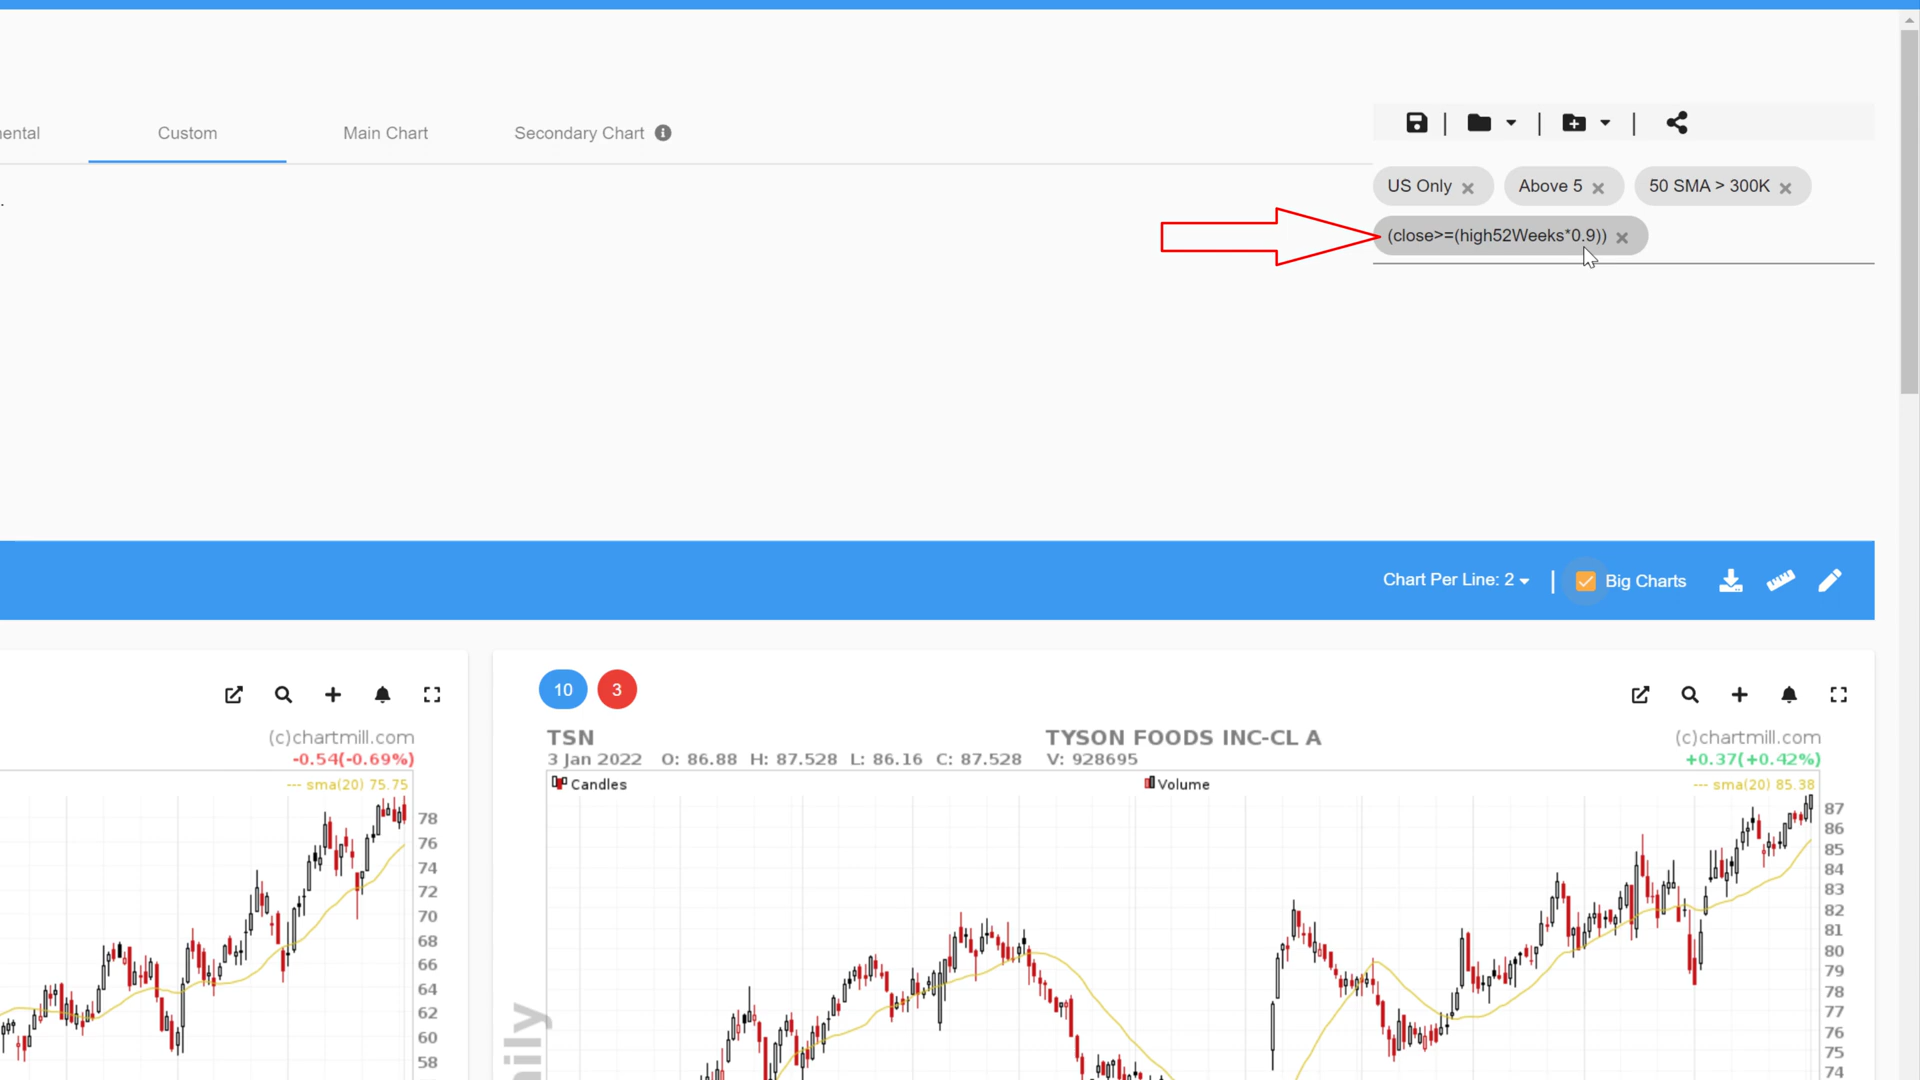 ental
Custom
Main Chart
Secondary Chart
US Only
Above 5
50 SMA > 300K
.
(close>=(high52Weeks*0.9))
Chart Per Line: 2
Big Charts
(c)chartmill.com
-0.54(-0.69%)
--- sma(20) 75.75
78
76
74
72
70
68
66
64
62
60
58
10
3
TSN
TYSON FOODS INC-CL A
(c)chartmill.com
3 Jan 2022 O: 86.88 H: 87.528 L: 86.16 C: 87.528 V: 928695
+0.37(+0.42%)
Candles
Volume
--- sma(20) 85.38
87
86
85
84
83
82
81
80
79
78
77
76
75
74